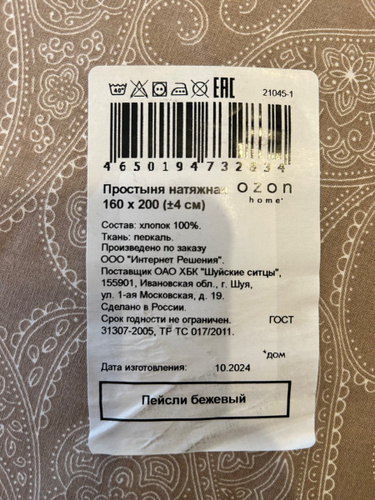 40°
EAC
21045-1
4650194732834
Простыня натяжная ozon
160 х 200 (±4 см) home*
Состав: хлопок 100%.
Ткань: перкаль.
Произведено по заказу
ООО "Интернет Решения".
Поставщик ОАО ХБК "Шуйские ситцы",
155901, Ивановская обл., г. Шуя,
ул. 1-ая Московская, д. 19.
Сделано в России.
Срок годности не ограничен. ГОСТ
31307-2005, ТР ТС 017/2011.
*дом
Дата изготовления: 10.2024
Пейсли бежевый